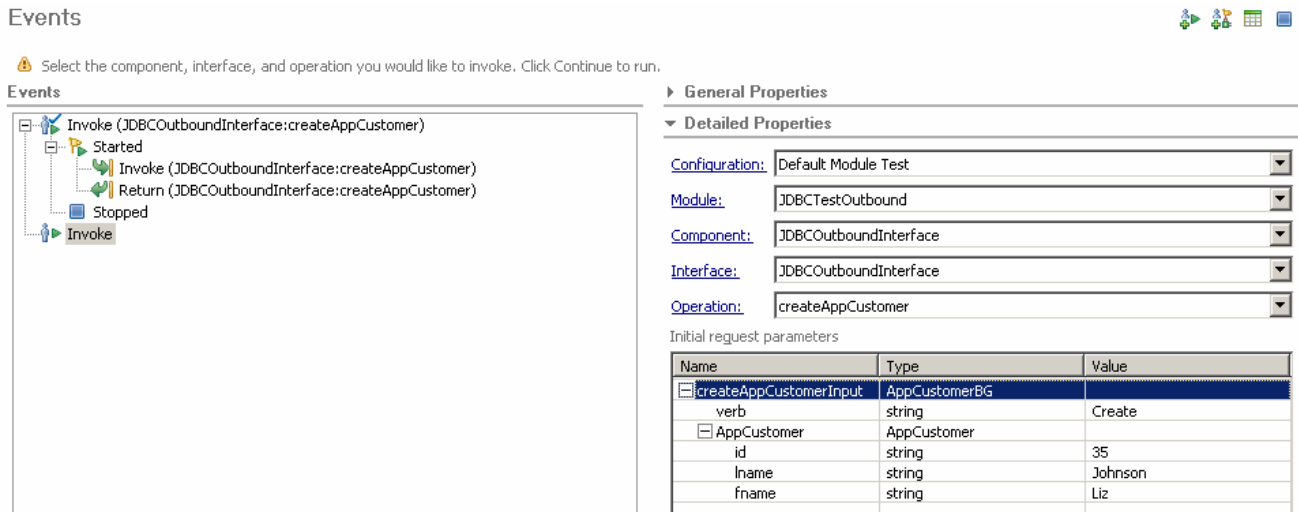 Events
Select the component, interface, and operation you would like to invoke. Click Continue to run.
Events
Invoke (JDBCOutboundInterface:createAppCustomer)
Started
Invoke (JDBCOutboundInterface:createAppCustomer)
Return (JDBCOutboundInterface:createAppCustomer)
Stopped
Invoke
General Properties
Detailed Properties
Configuration: Default Module Test
Module: JDBCTestOutbound
Component: JDBCOutboundInterface
Interface: JDBCOutboundInterface
Operation: createAppCustomer
Initial request parameters
Name Type Value
createAppCustomerInput AppCustomerBG
verb string Create
AppCustomer AppCustomer
id string 35
lname string Johnson
fname string Liz